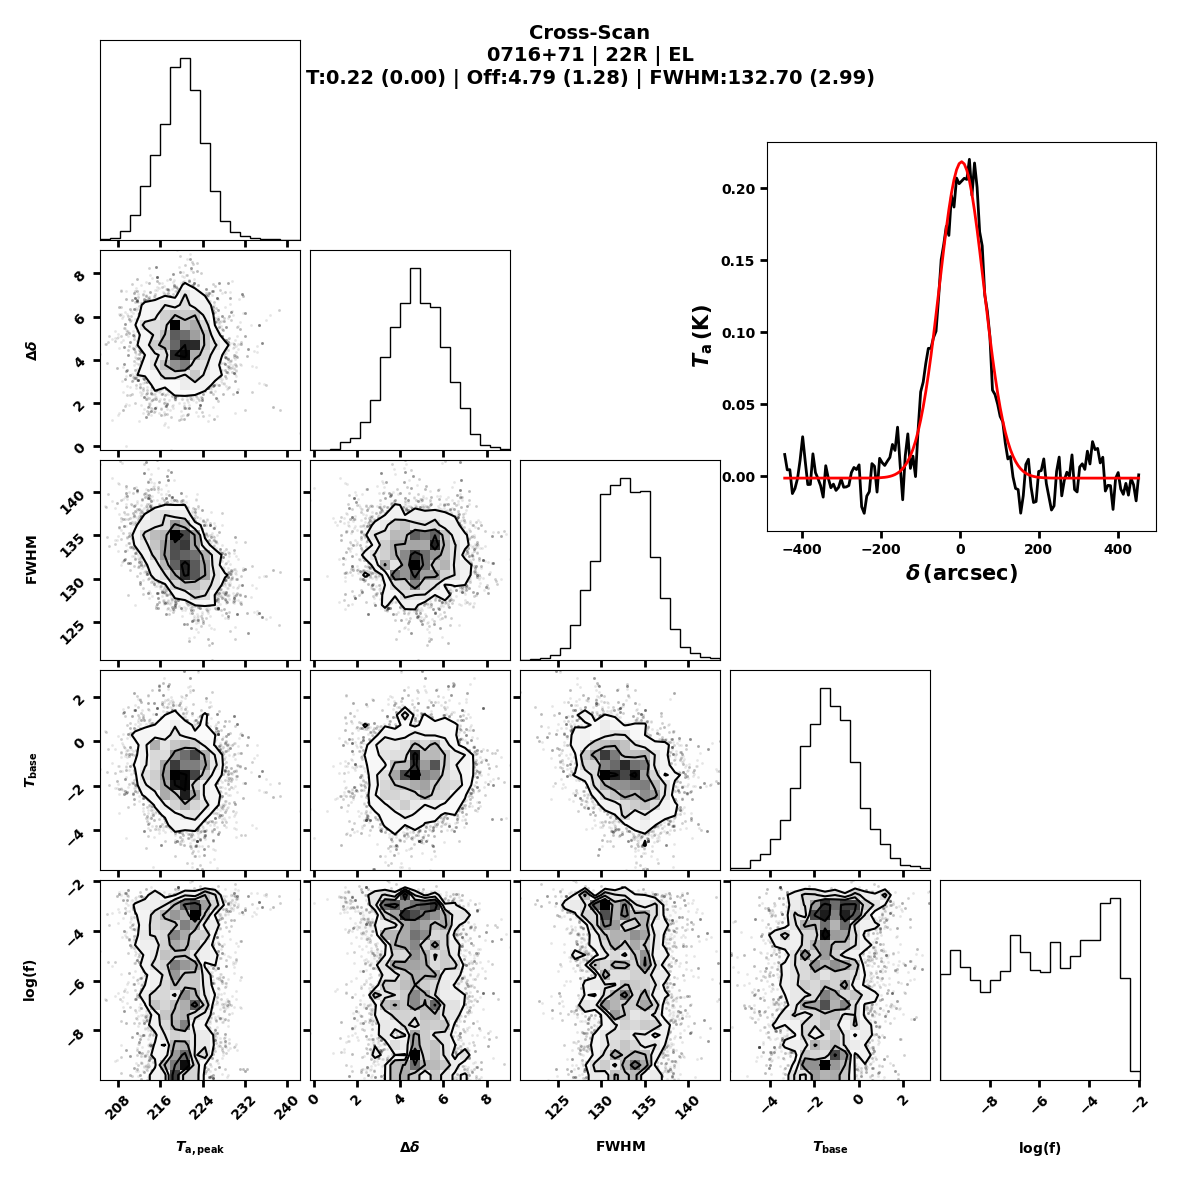 Cross-Scan
0716+71 | 22R | EL
T:0.22 (0.00) | Off:4.79 (1.28) | FWHM:132.70 (2.99)
0.20
0.15
0.10
0.05
0.00
Ta (K)
−400 −200 0 200 400
δ (arcsec)
8
6
4
2
0
Δδ
140
135
130
125
FWHM
2
0
−2
−4
Tbase
−2
−4
−6
−8
log(f)
208 216 224 232 240
0 2 4 6 8
125 130 135 140
−4 −2 0 2
−8 −6 −4 −2
Ta,peak Δδ FWHM Tbase log(f)